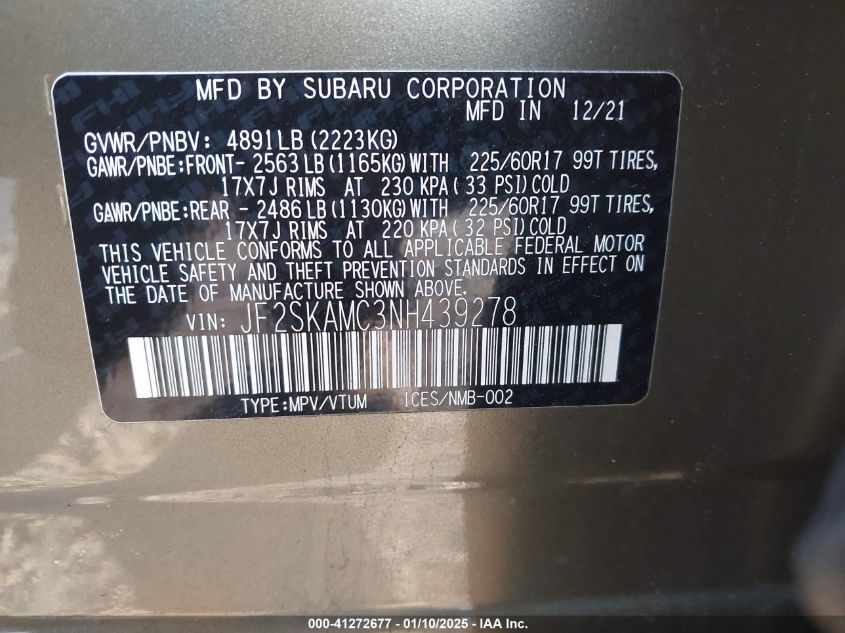 MFD BY SUBARU CORPORATION
MFD IN 12/21
GVWR/PNBV: 4891LB (2223KG)
GAWR/PNBE:FRONT- 2563 LB (1165KG) WITH 225/60R17 99T TIRES,
17X7J RIMS AT 230 KPA ( 33 PSI) COLD
GAWR/PNBE:REAR - 2486 LB (1130KG) WITH 225/60R17 99T TIRES,
17X7J RIMS AT 220 KPA ( 32 PSI) COLD
THIS VEHICLE CONFORMS TO ALL APPLICABLE FEDERAL MOTOR
VEHICLE SAFETY AND THEFT PREVENTION STANDARDS IN EFFECT ON
THE DATE OF MANUFACTURE SHOWN ABOVE.
VIN: JF2SKAMC3NH439278
TYPE:MPV/VTUM ICES/NMB-002
000-41272677 - 01/10/2025 - IAA Inc.